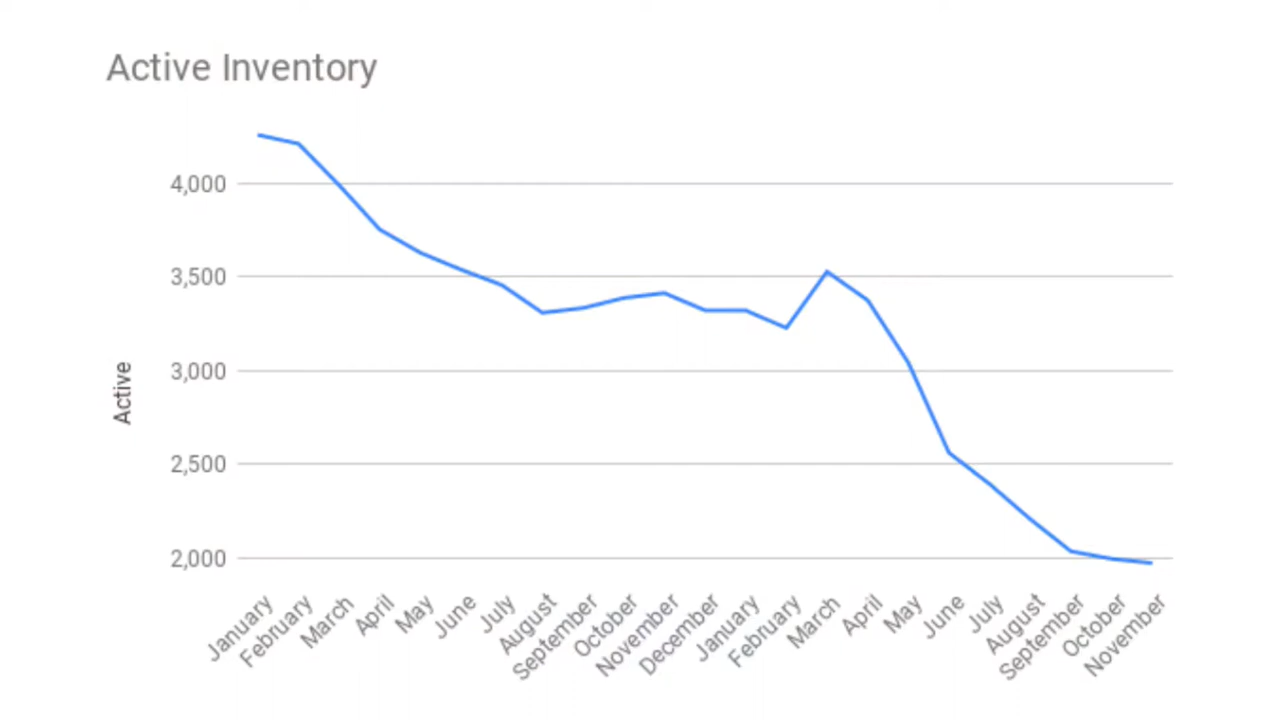 Active Inventory
Active
4,000
3,500
3,000
2,500
2,000
January
February
March
April
May
June
July
August
September
October
November
December
January
February
March
April
May
June
July
August
September
October
November